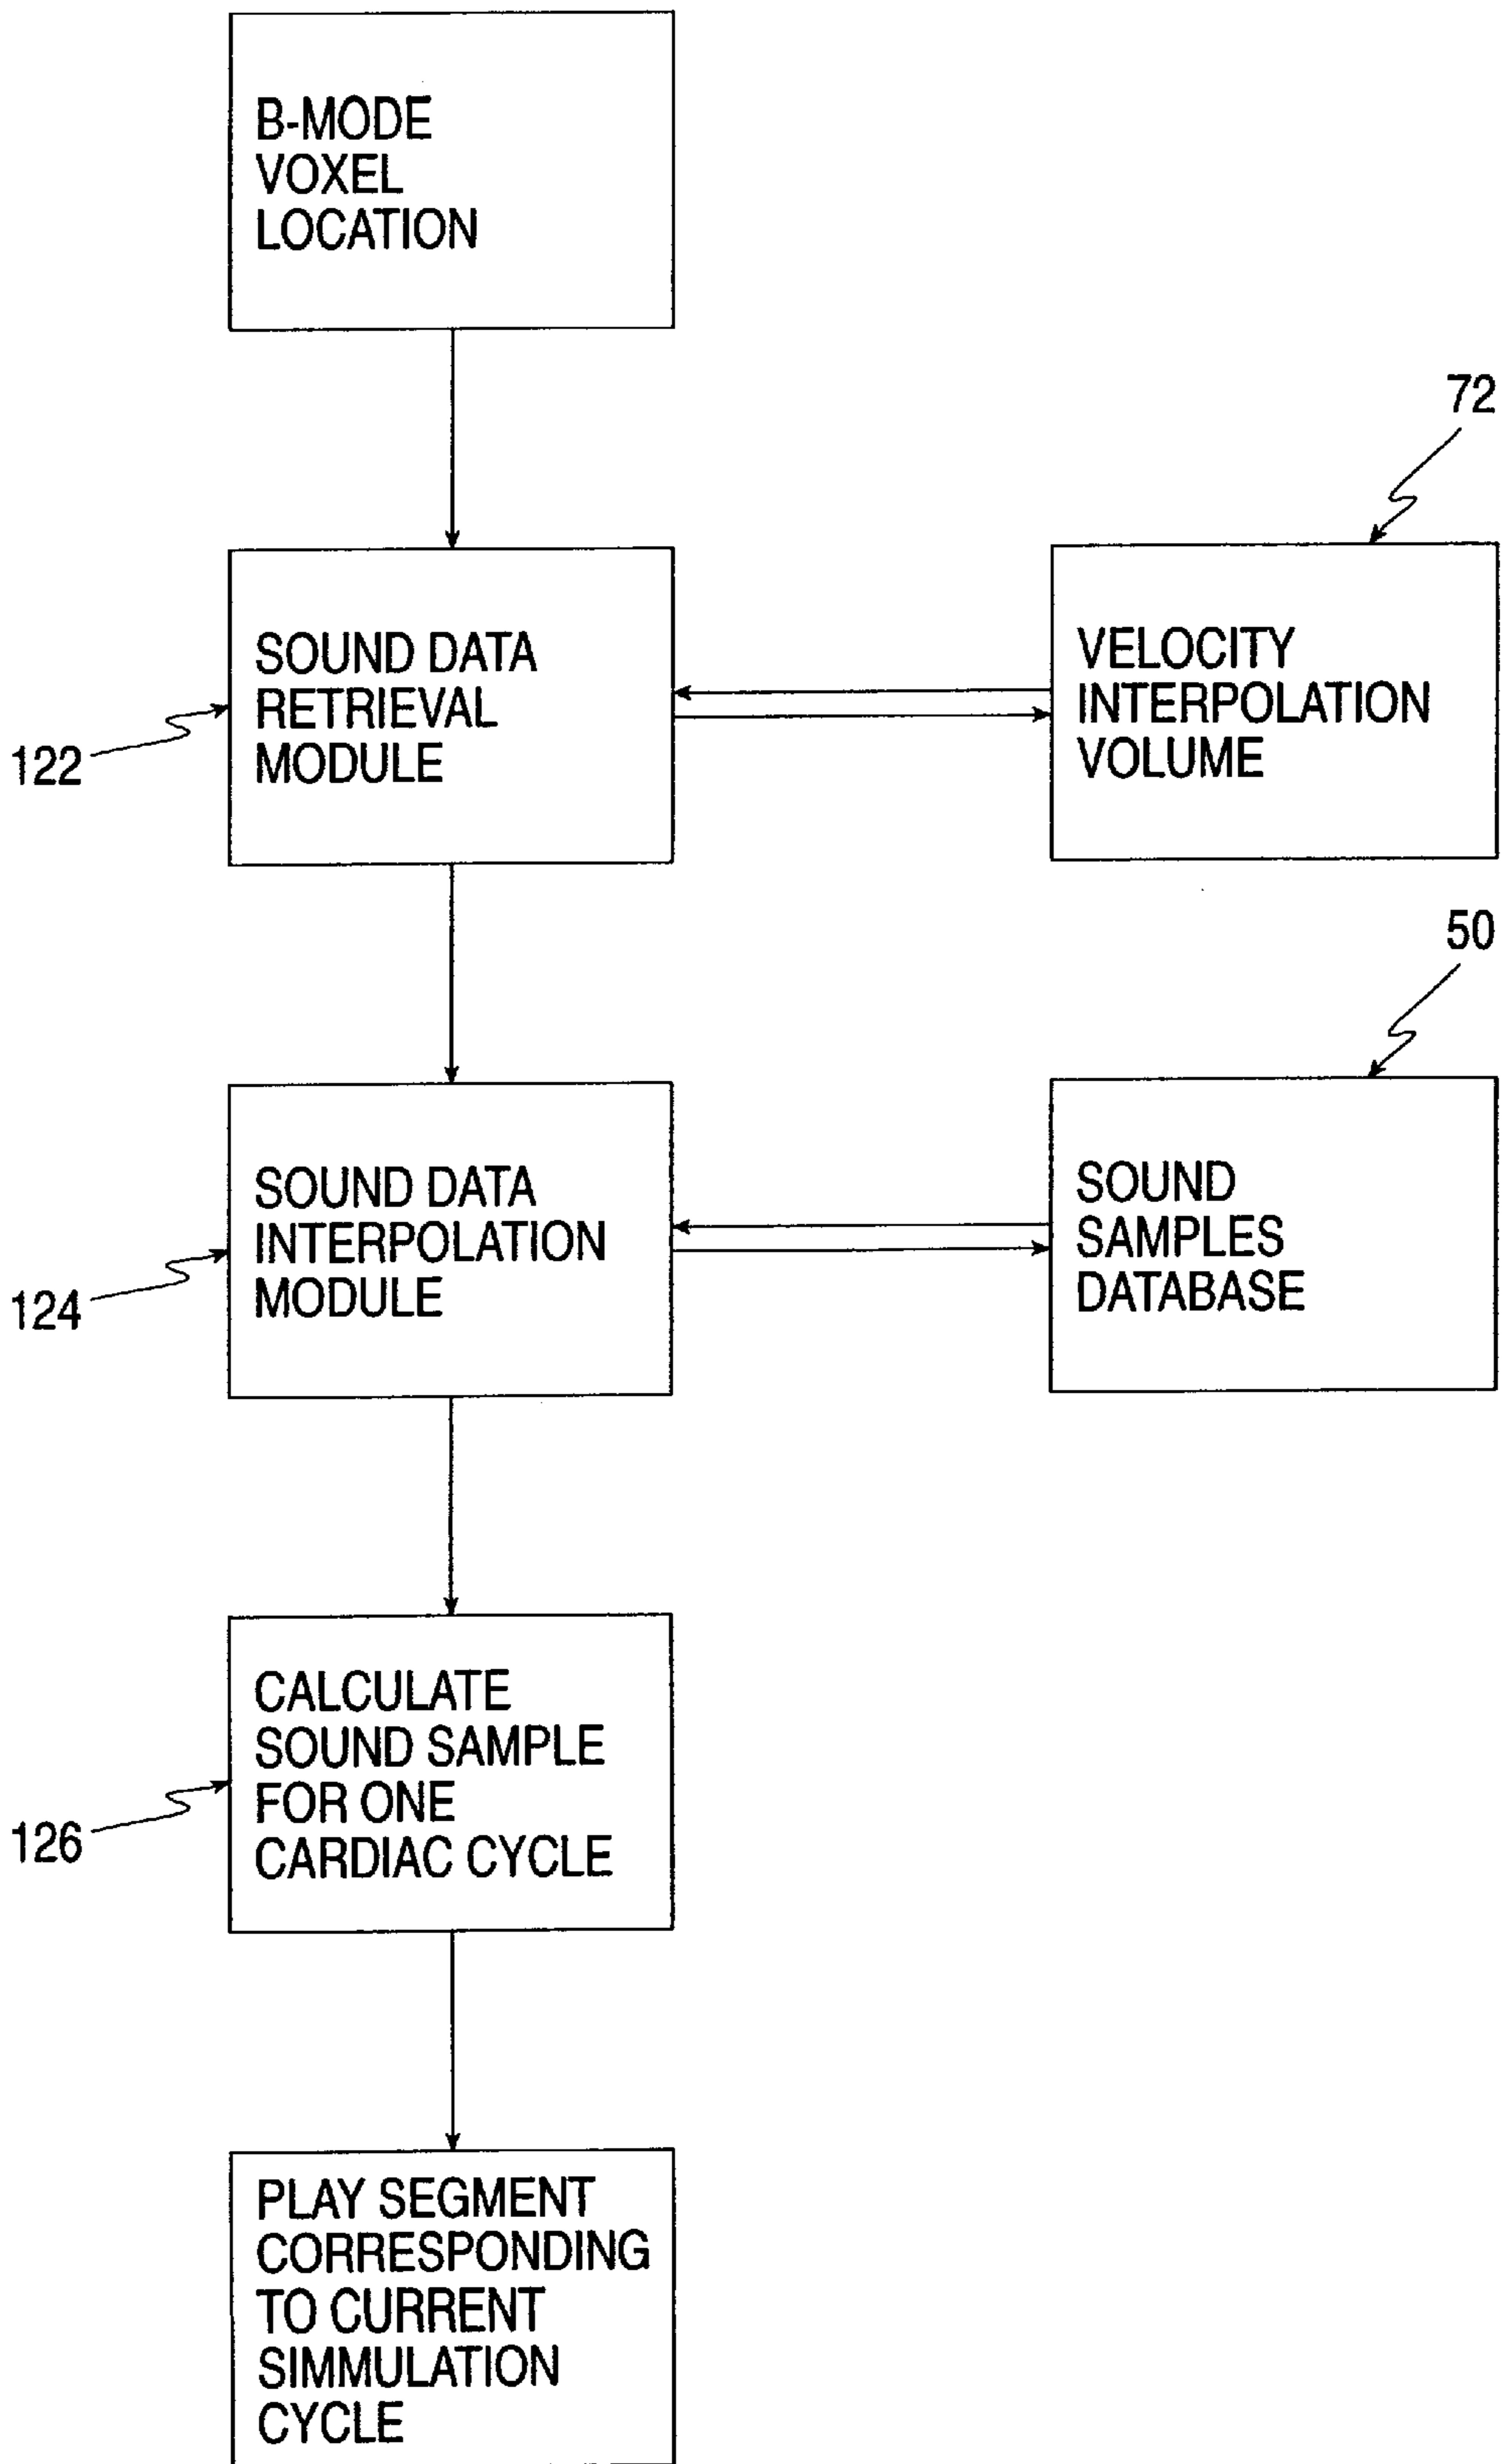 B-MODE
VOXEL
LOCATION
72
SOUND DATA
RETRIEVAL
MODULE
VELOCITY
INTERPOLATION
VOLUME
122
50
SOUND DATA
INTERPOLATION
MODULE
SOUND
SAMPLES
DATABASE
124
CALCULATE
SOUND SAMPLE
FOR ONE
CARDIAC CYCLE
126
PLAY SEGMENT
CORRESPONDING
TO CURRENT
SIMMULATION
CYCLE